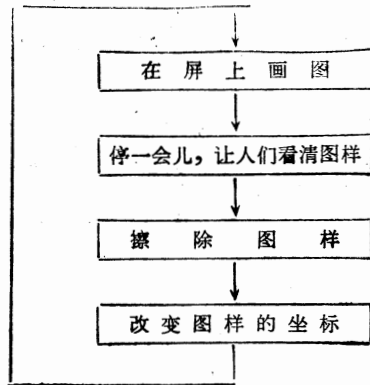 在屏上画图
停一会儿，让人们看清图样
擦除图样
改变图样的坐标